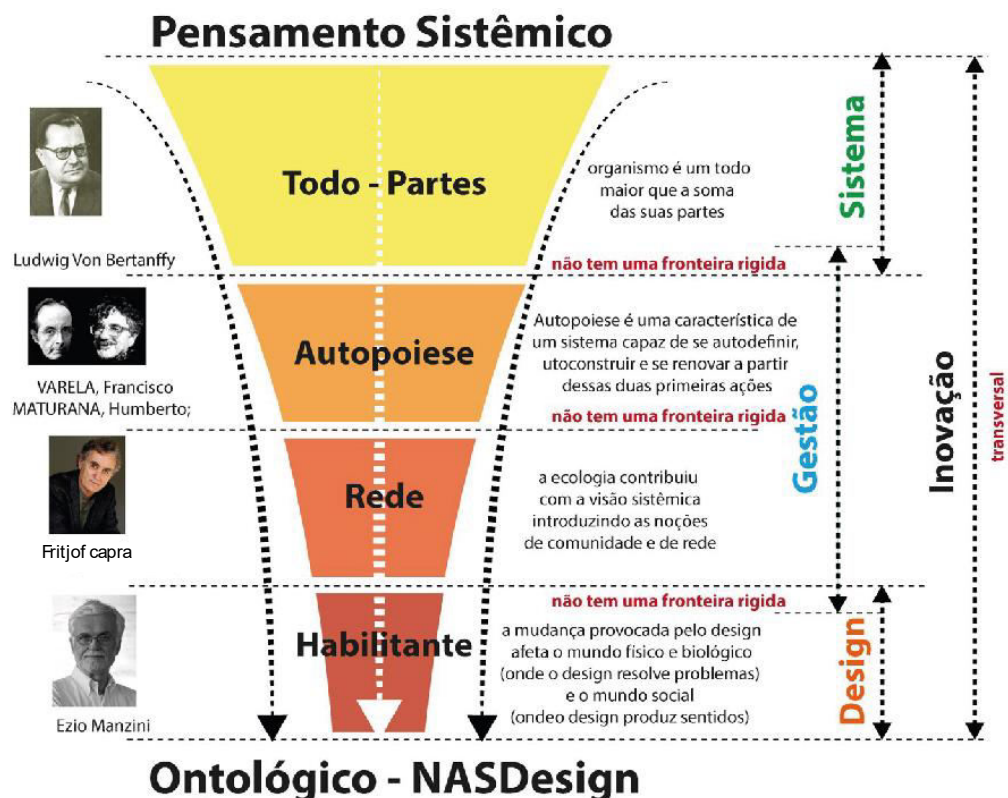 Pensamento Sistêmico
Todo - Partes
organismo é um todo
maior que a soma
das suas partes
Sistema
Ludwig Von Bertanffy
não tem uma fronteira rigida
Autopoiese
Autopoiese é uma característica de
um sistema capaz de se autodefinir,
utoconstruir e se renovar a partir
dessas duas primeiras ações
VARELA, Francisco
MATURANA, Humberto;
não tem uma fronteira rigida
Gestão
Inovação
transversal
Rede
a ecologia contribuiu
com a visão sistêmica
introduzindo as noções
de comunidade e de rede
Fritjof capra
não tem uma fronteira rigida
Habilitante
a mudança provocada pelo design
afeta o mundo físico e biológico
(onde o design resolve problemas)
e o mundo social
(ondeo design produz sentidos)
Design
Ezio Manzini
Ontológico - NASDesign